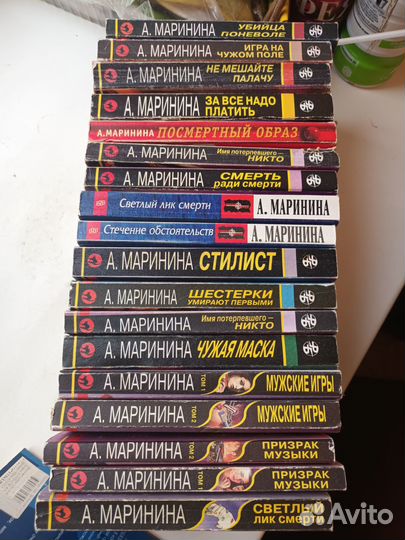 А. МАРИНИНА УБИЙЦА
ПОНЕВОЛЕ
А. МАРИНИНА ИГРА НА
ЧУЖОМ ПОЛЕ
А. МАРИНИНА НЕ МЕШАЙТЕ
ПАЛАЧУ
А. МАРИНИНА ЗА ВСЕ НАДО
ПЛАТИТЬ
А.МАРИНИНА ПОСМЕРТНЫЙ ОБРАЗ
А. МАРИНИНА Имя потерпевшего –
НИКТО
А. МАРИНИНА СМЕРТЬ
ради смерти
Светлый лик смерти А. МАРИНИНА
Стечение обстоятельств А. МАРИНИНА
А. МАРИНИНА СТИЛИСТ
А. МАРИНИНА ШЕСТЕРКИ
УМИРАЮТ ПЕРВЫМИ
А. МАРИНИНА Имя потерпевшего –
НИКТО
А. МАРИНИНА ЧУЖАЯ МАСКА
А. МАРИНИНА ТОМ 1 МУЖСКИЕ ИГРЫ
А. МАРИНИНА ТОМ 2 МУЖСКИЕ ИГРЫ
А. МАРИНИНА ТОМ 2 ПРИЗРАК
МУЗЫКИ
А. МАРИНИНА ТОМ 1 ПРИЗРАК
МУЗЫКИ
А. МАРИНИНА СВЕТЛЫЙ
ЛИК СМЕРТИ
Avito